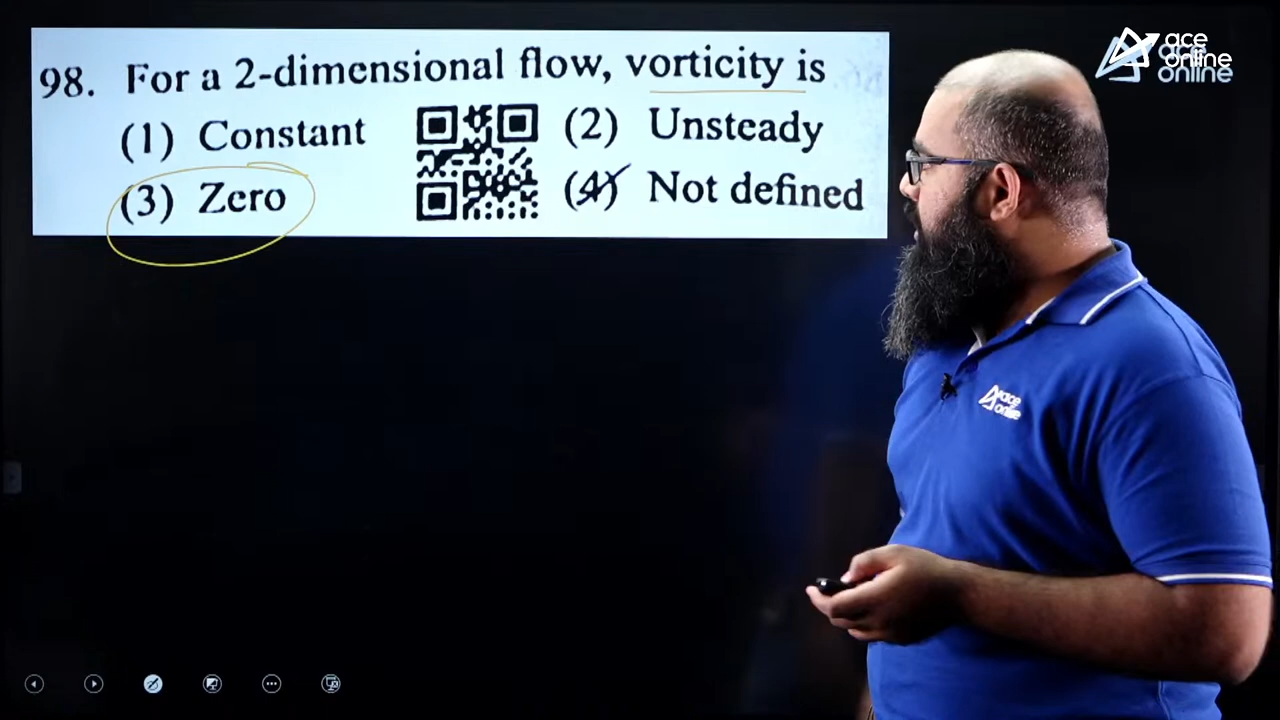 98. For a 2-dimensional flow, vorticity is
(1) Constant
(2) Unsteady
(3) Zero
(4) Not defined
ace
online
ace
online